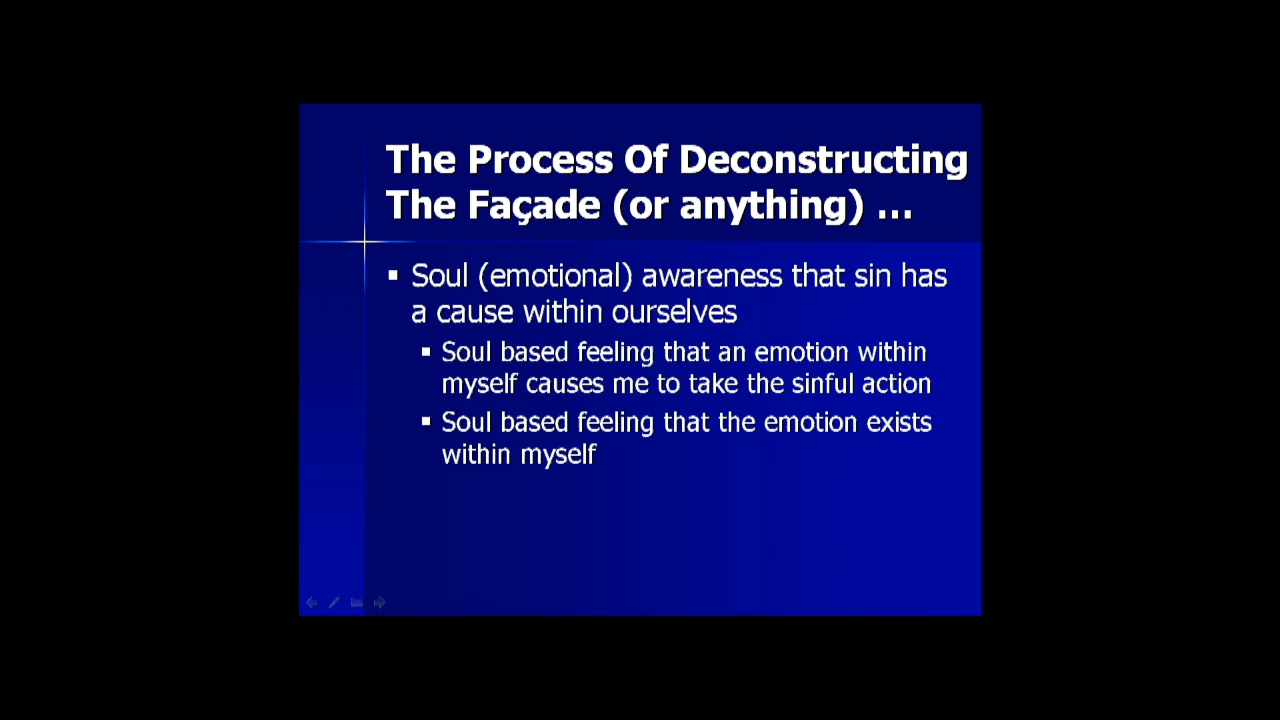 The Process Of Deconstructing
The Façade (or anything) …
▪ Soul (emotional) awareness that sin has
a cause within ourselves
▪ Soul based feeling that an emotion within
myself causes me to take the sinful action
▪ Soul based feeling that the emotion exists
within myself